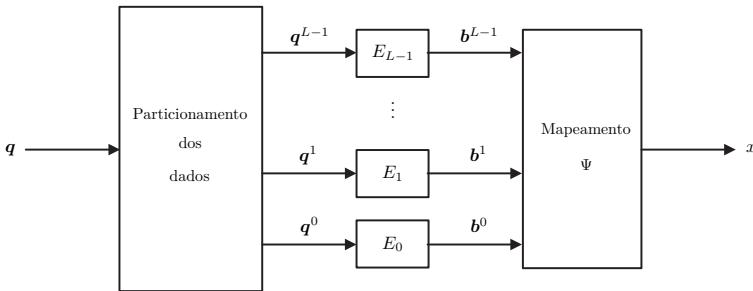 q
Particionamento
dos
dados
q^{L−1}
E_{L−1}
b^{L−1}
⋮
q^1
E_1
b^1
q^0
E_0
b^0
Mapeamento
Ψ
x